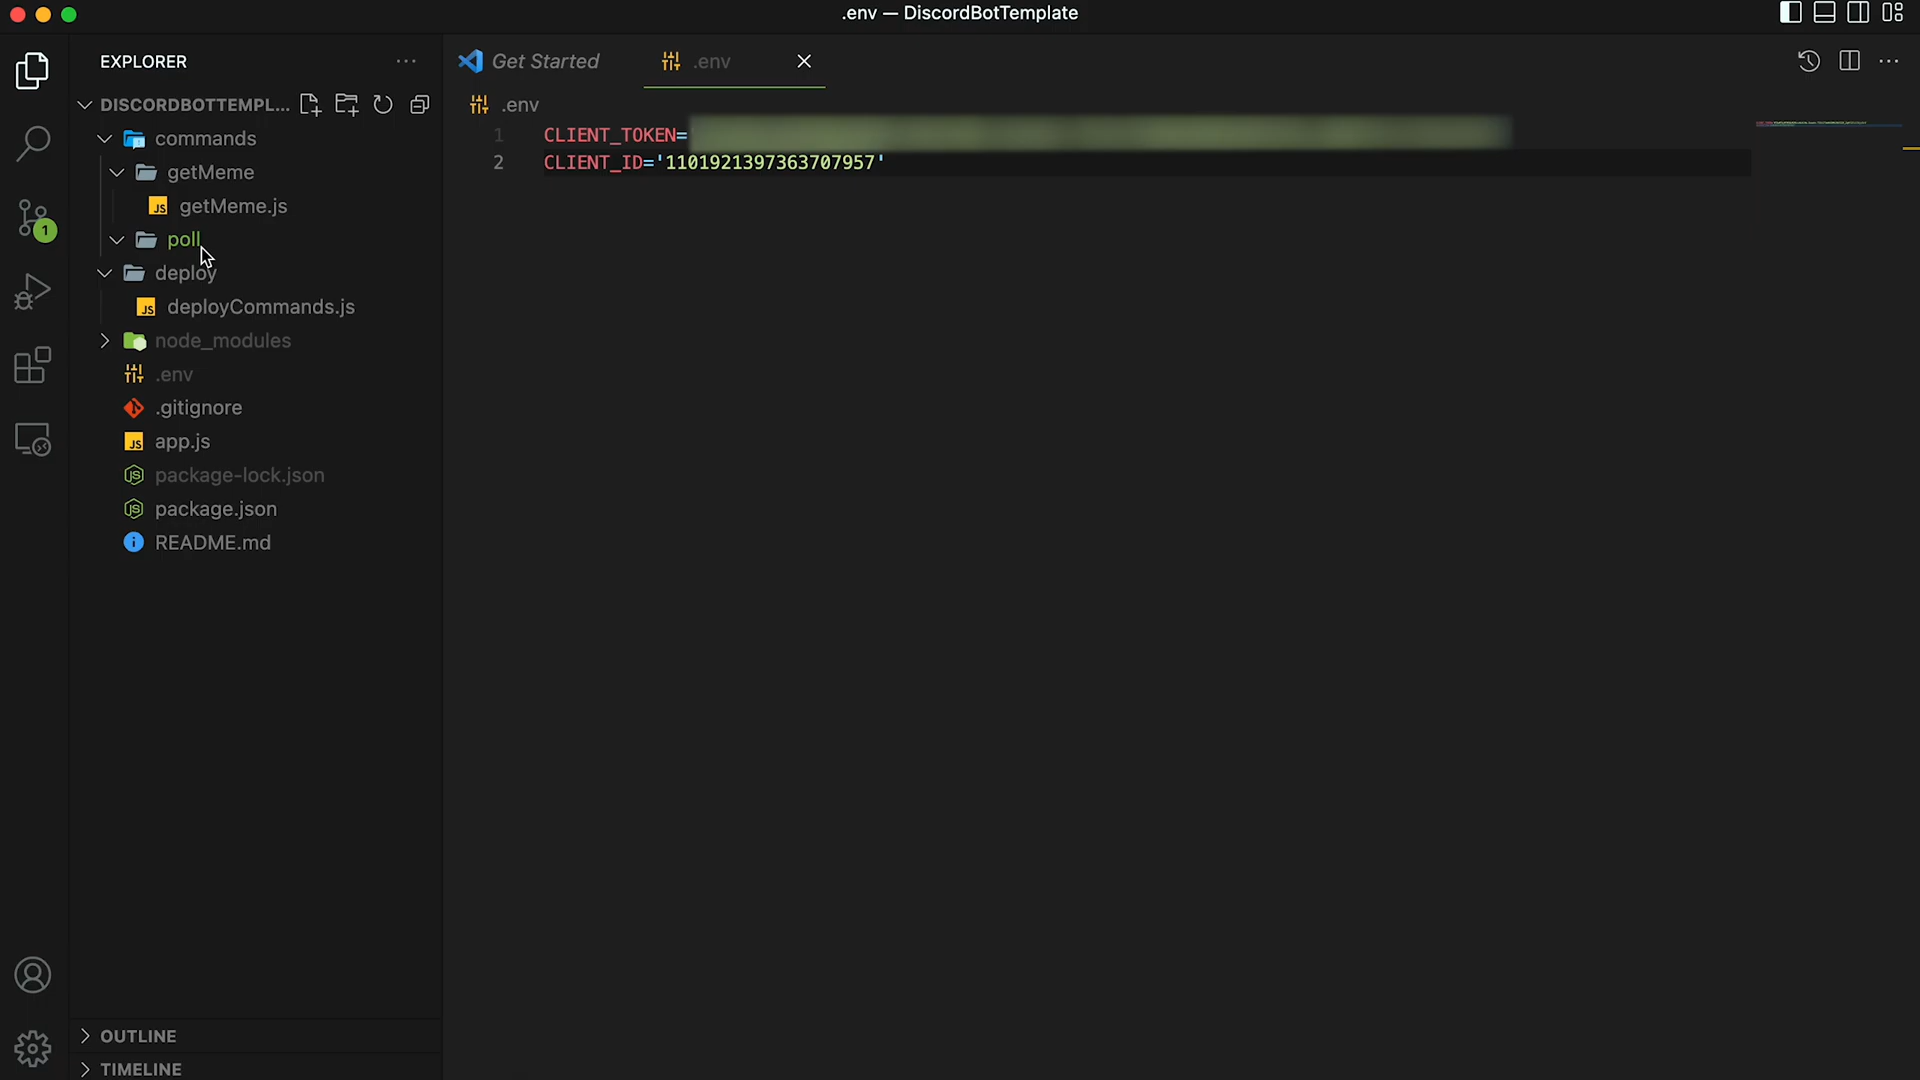 .env — DiscordBotTemplate
EXPLORER
Get Started
.env
DISCORDBOTTEMPL...
.env
commands
1 CLIENT_TOKEN=
getMeme
2 CLIENT_ID='1101921397363707957'
getMeme.js
1
poll
deploy
deployCommands.js
node_modules
.env
.gitignore
app.js
package-lock.json
package.json
README.md
OUTLINE
TIMELINE